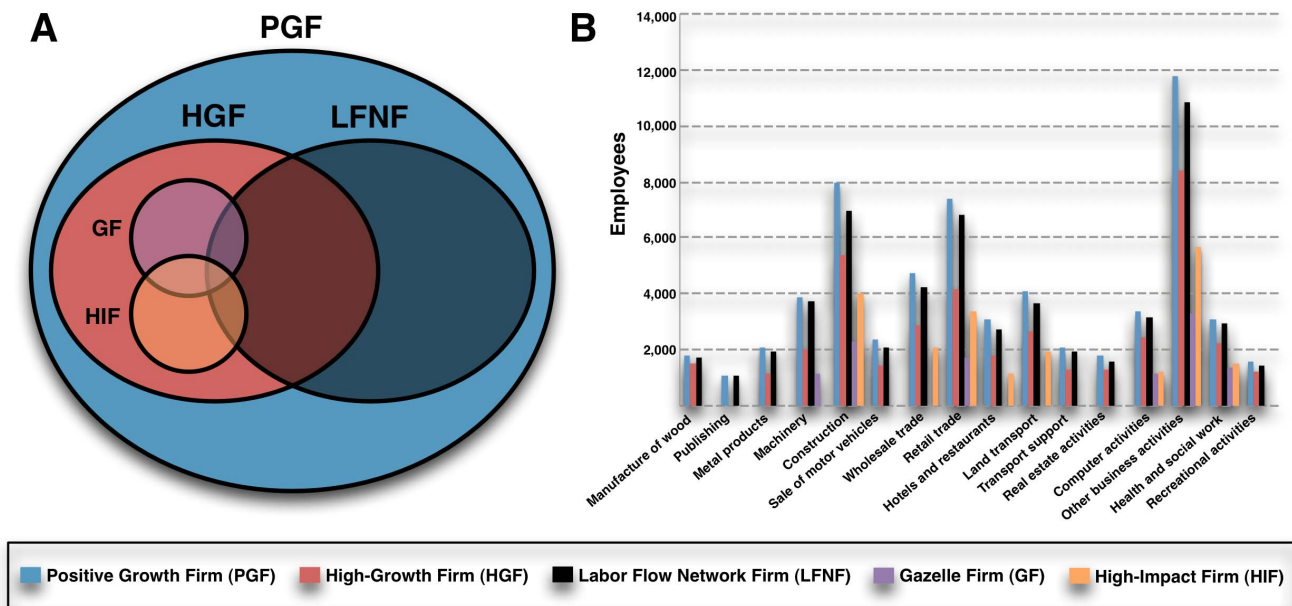 A
PGF
HGF
LFNF
GF
HIF
B
Employees
14,000
12,000
10,000
8,000
6,000
4,000
2,000
Manufacture of wood
Publishing
Metal products
Machinery
Construction
Sale of motor vehicles
Wholesale trade
Retail trade
Hotels and restaurants
Land transport
Transport support
Real estate activities
Computer activities
Other business activities
Health and social work
Recreational activities
Positive Growth Firm (PGF)
High-Growth Firm (HGF)
Labor Flow Network Firm (LFNF)
Gazelle Firm (GF)
High-Impact Firm (HIF)